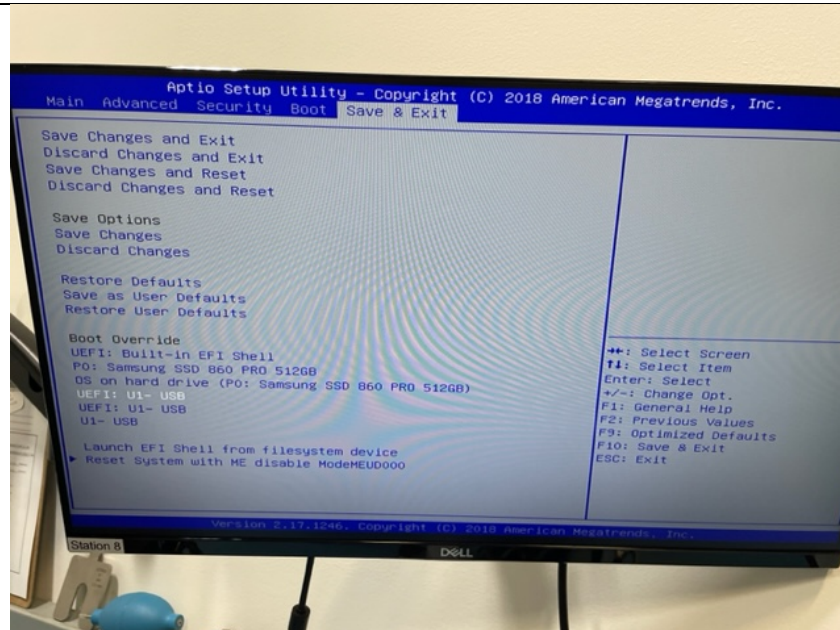 Aptio Setup Utility – Copyright (C) 2018 American Megatrends, Inc.
Main Advanced Security Boot Save & Exit
Save Changes and Exit
Discard Changes and Exit
Save Changes and Reset
Discard Changes and Reset
Save Options
Save Changes
Discard Changes
Restore Defaults
Save as User Defaults
Restore User Defaults
Boot Override
UEFI: Built-in EFI Shell
P0: Samsung SSD 860 PRO 512GB
OS on hard drive (P0: Samsung SSD 860 PRO 512GB)
UEFI: U1- USB
UEFI: U1- USB
U1- USB
Launch EFI Shell from filesystem device
Reset System with ME disable ModeMEUD000
→←: Select Screen
↑↓: Select Item
Enter: Select
+/-: Change Opt.
F1: General Help
F2: Previous Values
F9: Optimized Defaults
F10: Save & Exit
ESC: Exit
Version 2.17.1246. Copyright (C) 2018 American Megatrends, Inc.
Station 8
DELL